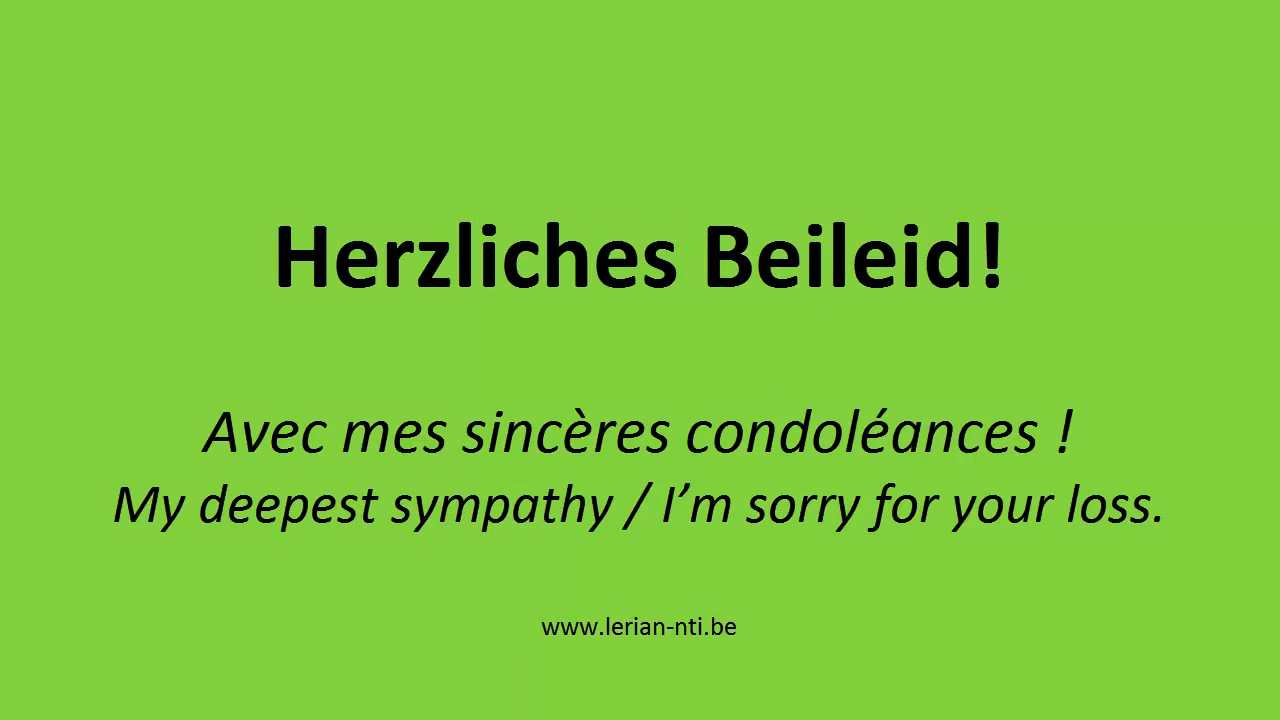 Herzliches Beileid!
Avec mes sincères condoléances !
My deepest sympathy / I’m sorry for your loss.
www.lerian-nti.be